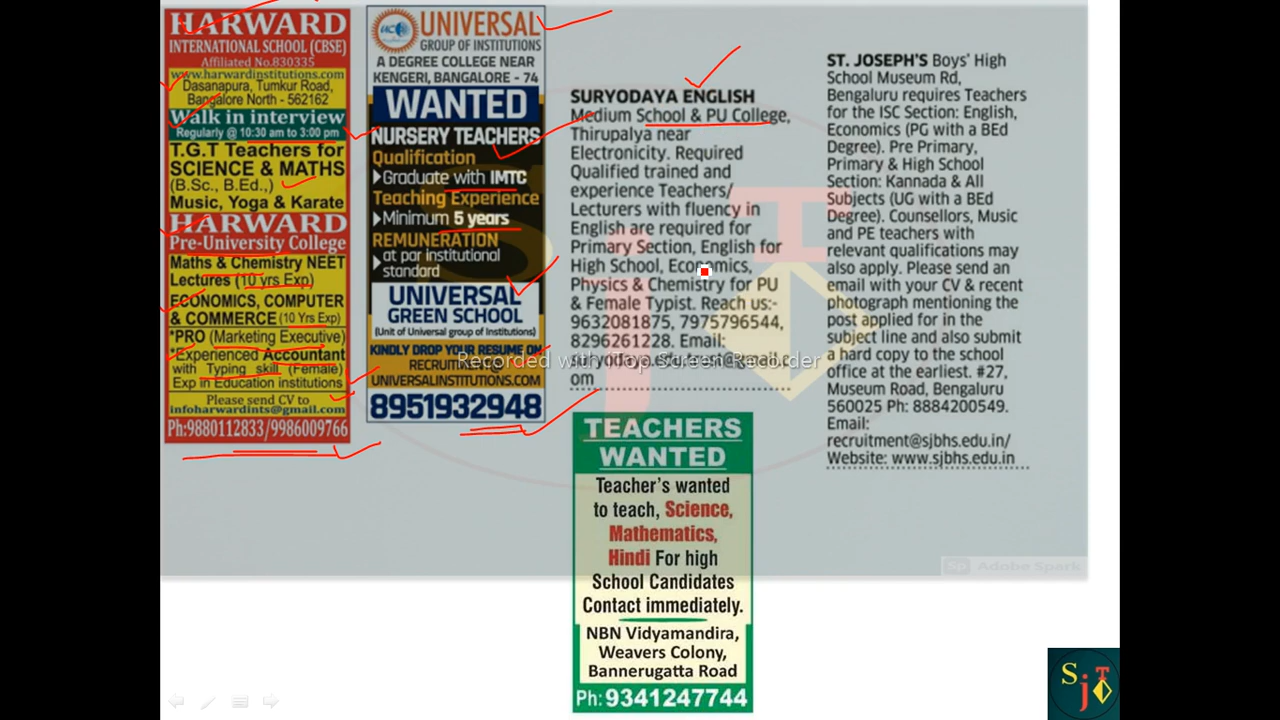 HARWARD
INTERNATIONAL SCHOOL (CBSE)
Affiliated No.830335
www.harwardinstitutions.com
Dasanapura, Tumkur Road,
Bangalore North - 562162
Walk in interview
Regularly @ 10:30 am to 3:00 pm
T.G.T Teachers for
SCIENCE & MATHS
(B.Sc., B.Ed.,)
Music, Yoga & Karate
HARWARD
Pre-University College
Maths & Chemistry NEET
Lectures (10 yrs Exp)
ECONOMICS, COMPUTER
& COMMERCE (10 Yrs Exp)
*PRO (Marketing Executive)
*Experienced Accountant
with Typing skill (Female)
Exp in Education institutions
Please send CV to
infoharwardints@gmail.com
Ph:9880112833/9986009766
UNIVERSAL
GROUP OF INSTITUTIONS
A DEGREE COLLEGE NEAR
KENGERI, BANGALORE - 74
WANTED
NURSERY TEACHERS
Qualification
Graduate with IMTC
Teaching Experience
Minimum 5 years
REMUNERATION
at par institutional
standard
UNIVERSAL
GREEN SCHOOL
(Unit of Universal group of Institutions)
KINDLY DROP YOUR RESUME ON
RECRUITMENT@
UNIVERSALINSTITUTIONS.COM
8951932948
SURYODAYA ENGLISH
Medium School & PU College,
Thirupalya near
Electronicity. Required
Qualified trained and
experience Teachers/
Lecturers with fluency in
English are required for
Primary Section, English for
High School, Economics,
Physics & Chemistry for PU
& Female Typist. Reach us:-
9632081875, 7975796544,
8296261228. Email:
om
Recorded with iTop Screen Recorder
TEACHERS
WANTED
Teacher's wanted
to teach, Science,
Mathematics,
Hindi For high
School Candidates
Contact immediately.
NBN Vidyamandira,
Weavers Colony,
Bannerugatta Road
Ph: 9341247744
ST. JOSEPH'S Boys' High
School Museum Rd,
Bengaluru requires Teachers
for the ISC Section: English,
Economics (PG with a BEd
Degree). Pre Primary,
Primary & High School
Section: Kannada & All
Subjects (UG with a BEd
Degree). Counsellors, Music
and PE teachers with
relevant qualifications may
also apply. Please send an
email with your CV & recent
photograph mentioning the
post applied for in the
subject line and also submit
a hard copy to the school
office at the earliest. #27,
Museum Road, Bengaluru
560025 Ph: 8884200549.
Email:
recruitment@sjbhs.edu.in/
Website: www.sjbhs.edu.in
Sp Adobe Spark
S j T